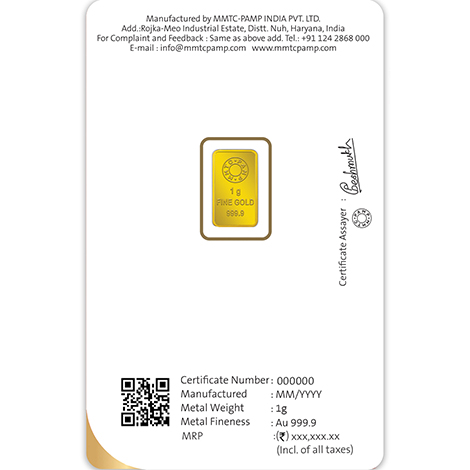 Manufactured by MMTC-PAMP INDIA PVT. LTD.
Add.:Rojka-Meo Industrial Estate, Distt. Nuh, Haryana, India
For Complaint and Feedback : Same as above add. Tel.: +91 124 2868 000
E-mail : info@mmtcpamp.com www.mmtcpamp.com
1 g
FINE GOLD
999.9
Certificate Assayer :
Certificate Number: 000000
Manufactured : MM/YYYY
Metal Weight : 1g
Metal Fineness : Au 999.9
MRP :(₹) xxx,xxx.xx
(Incl. of all taxes)